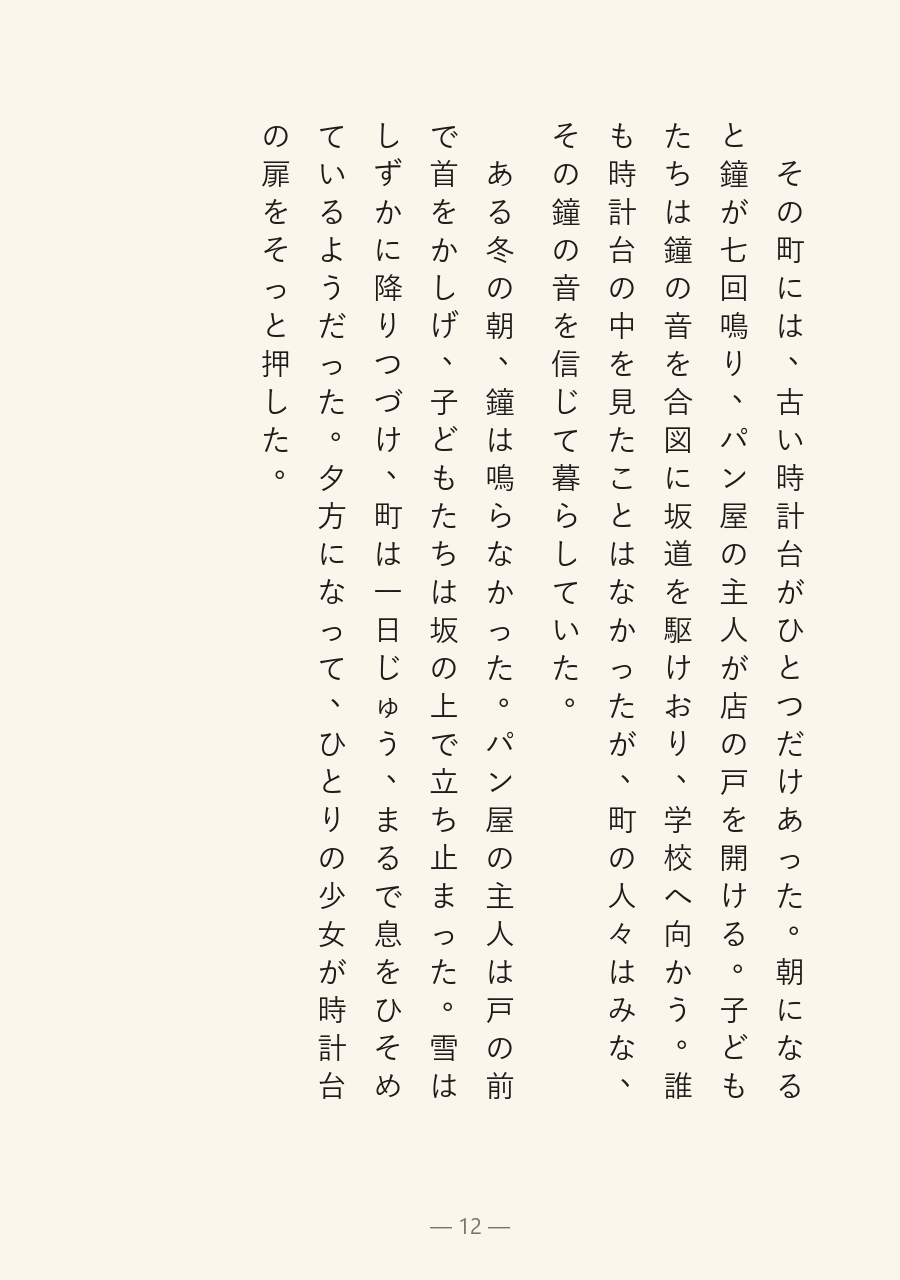 その町には、古い時計台がひとつだけあった。朝になる
と鐘が七回鳴り、パン屋の主人が店の戸を開ける。子ども
たちは鐘の音を合図に坂道を駆けおり、学校へ向かう。誰
も時計台の中を見たことはなかったが、町の人々はみな、
その鐘の音を信じて暮らしていた。
　ある冬の朝、鐘は鳴らなかった。パン屋の主人は戸の前
で首をかしげ、子どもたちは坂の上で立ち止まった。雪は
しずかに降りつづけ、町は一日じゅう、まるで息をひそめ
ているようだった。夕方になって、ひとりの少女が時計台
の扉をそっと押した。
— 12 —